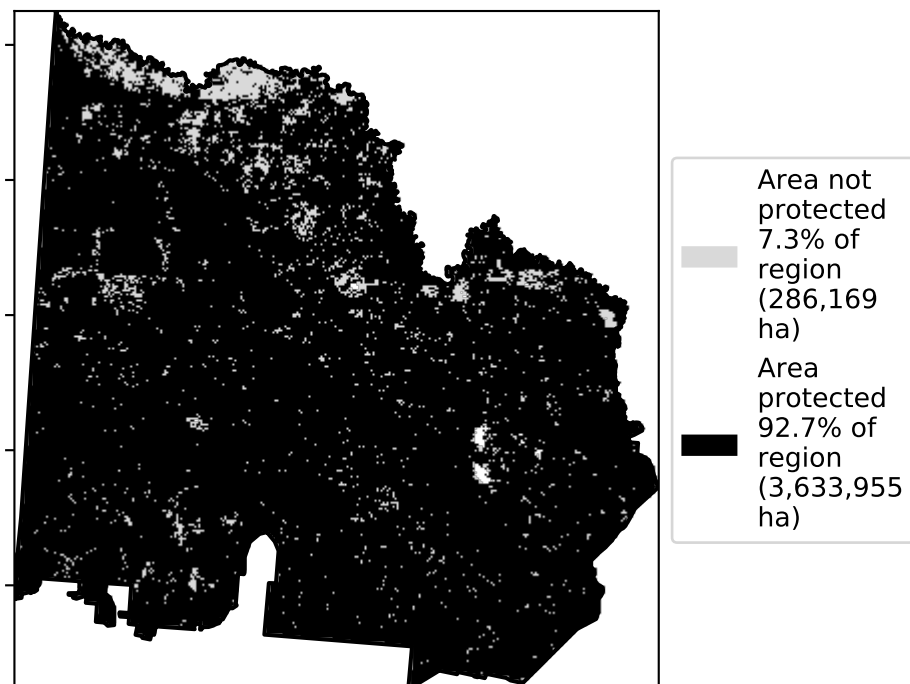 Area not
protected
7.3% of
region
(286,169
ha)
Area
protected
92.7% of
region
(3,633,955
ha)